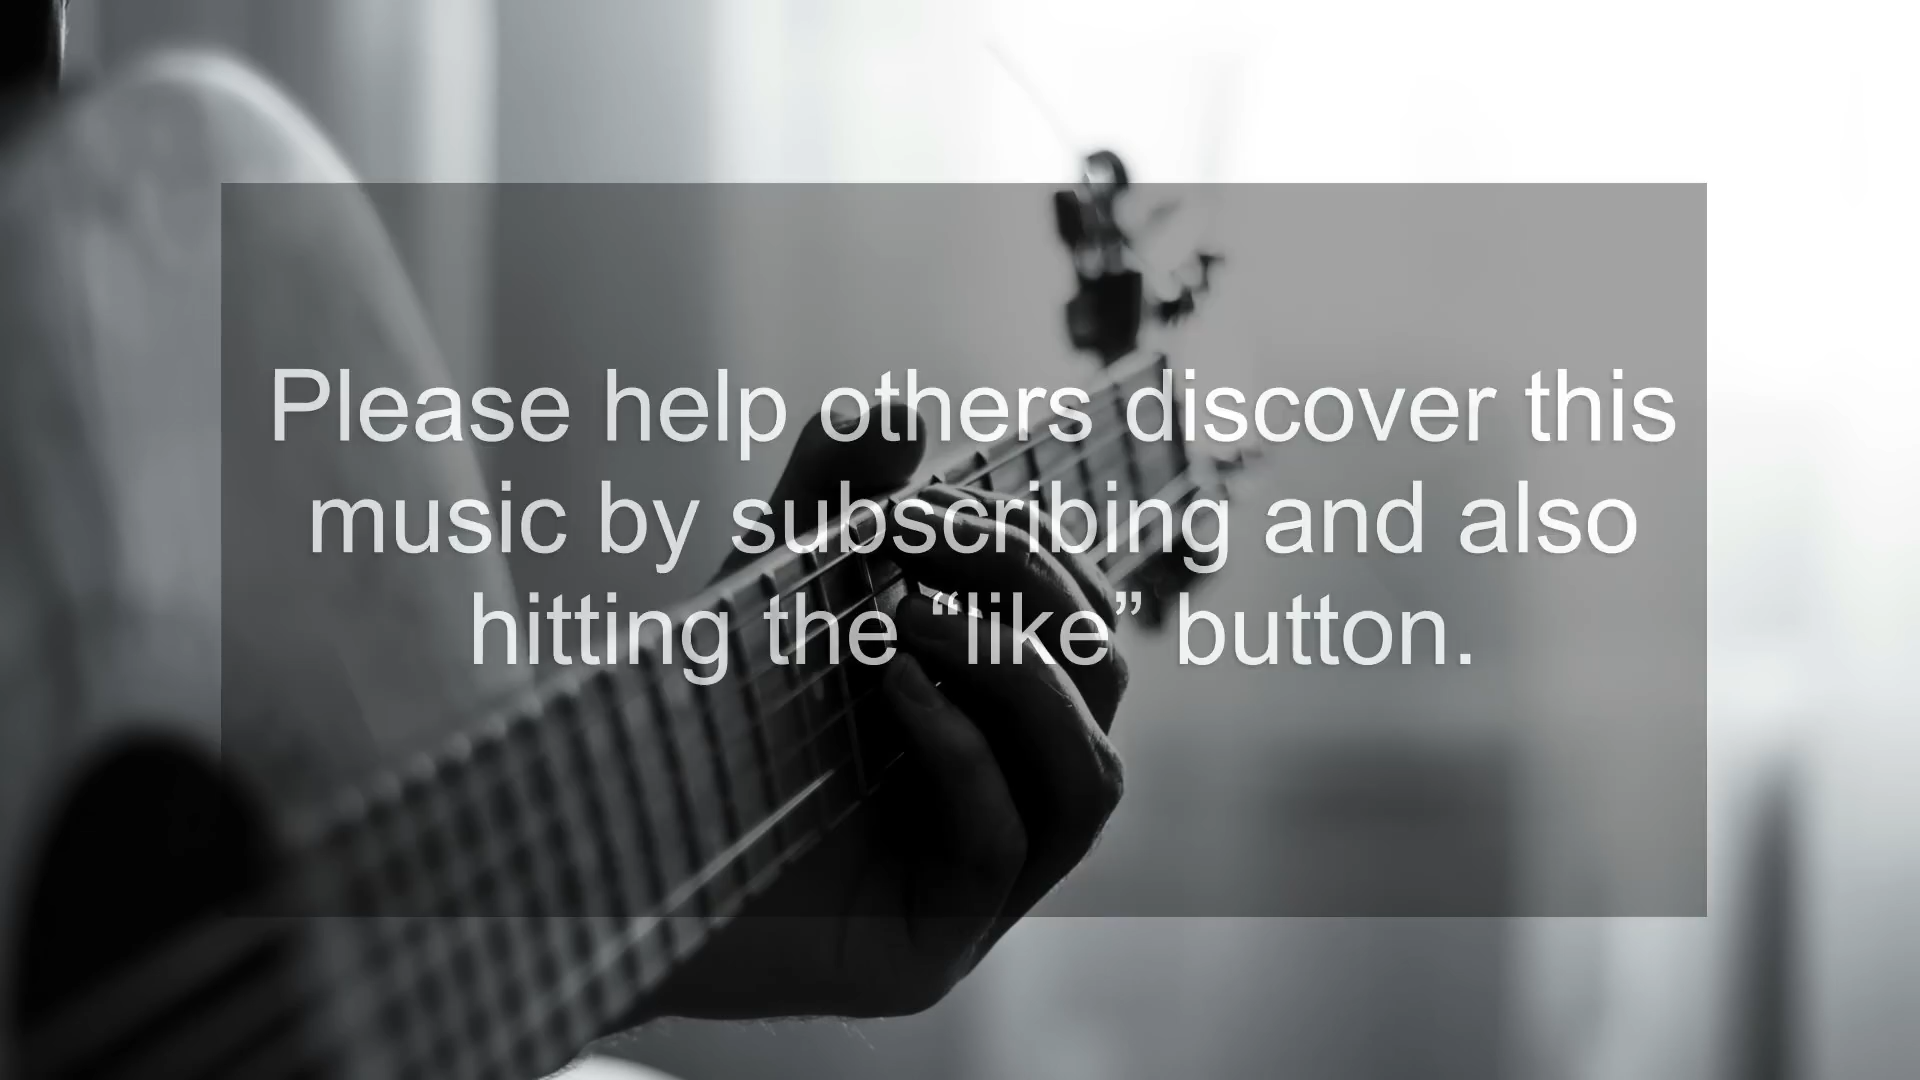 Please help others discover this
music by subscribing and also
hitting the “like” button.